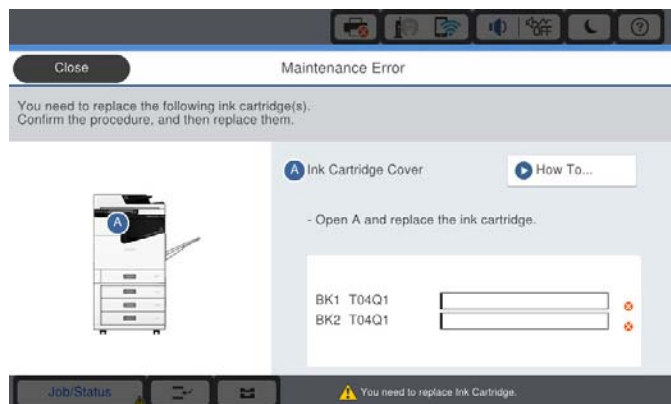 OFF
Close
Maintenance Error
You need to replace the following ink cartridge(s).
Confirm the procedure, and then replace them.
A Ink Cartridge Cover
How To...
A
- Open A and replace the ink cartridge.
BK1 T04Q1
BK2 T04Q1
Job/Status
You need to replace Ink Cartridge.